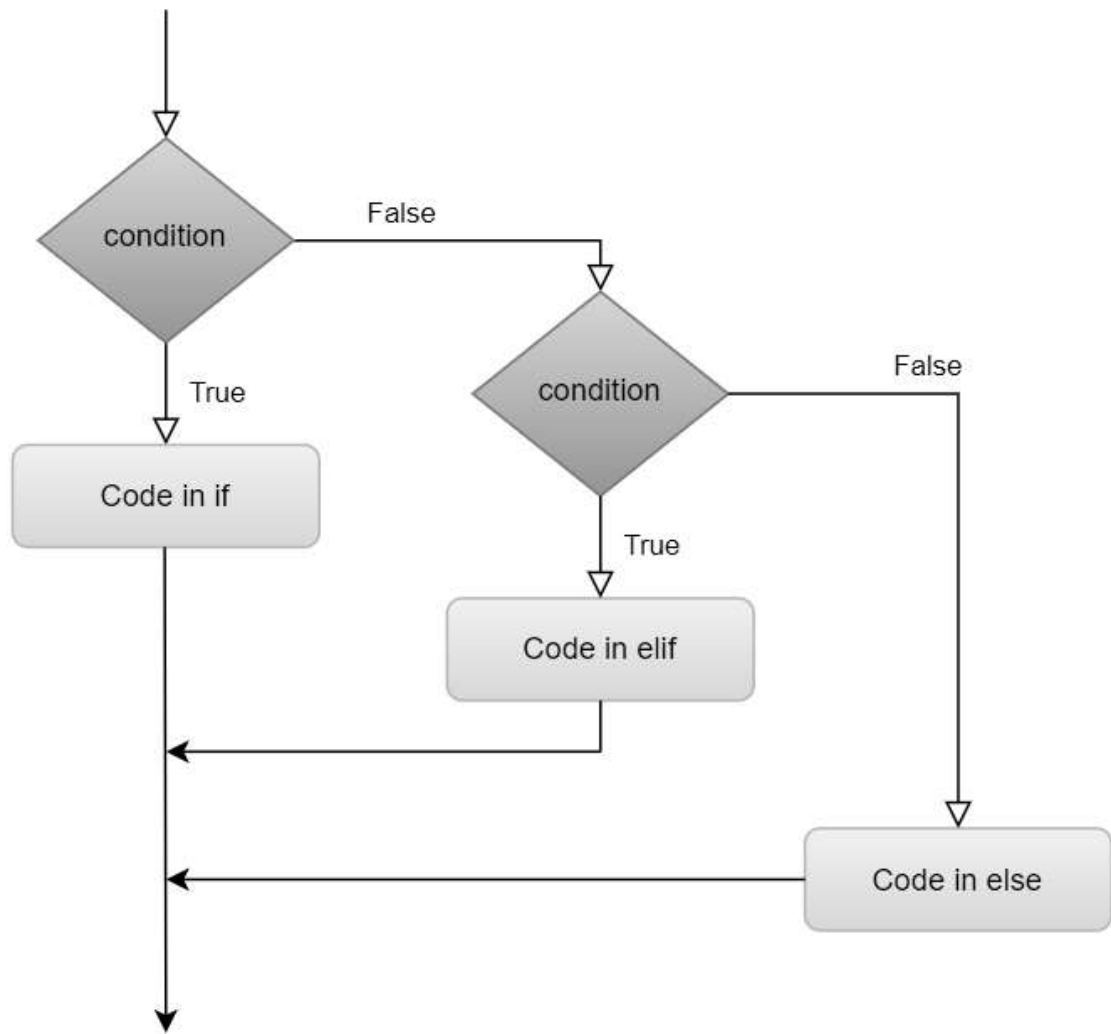 condition
False
True
condition
False
Code in if
True
Code in elif
Code in else